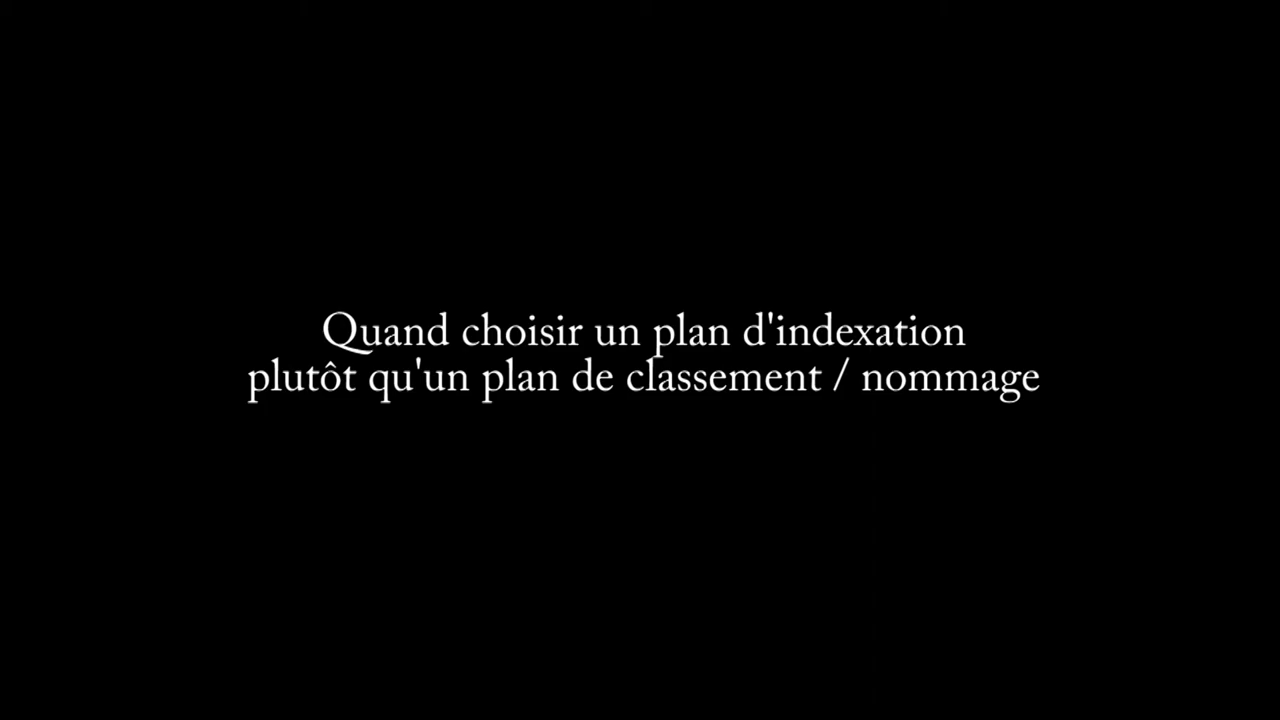 Quand choisir un plan d'indexation
plutôt qu'un plan de classement / nommage